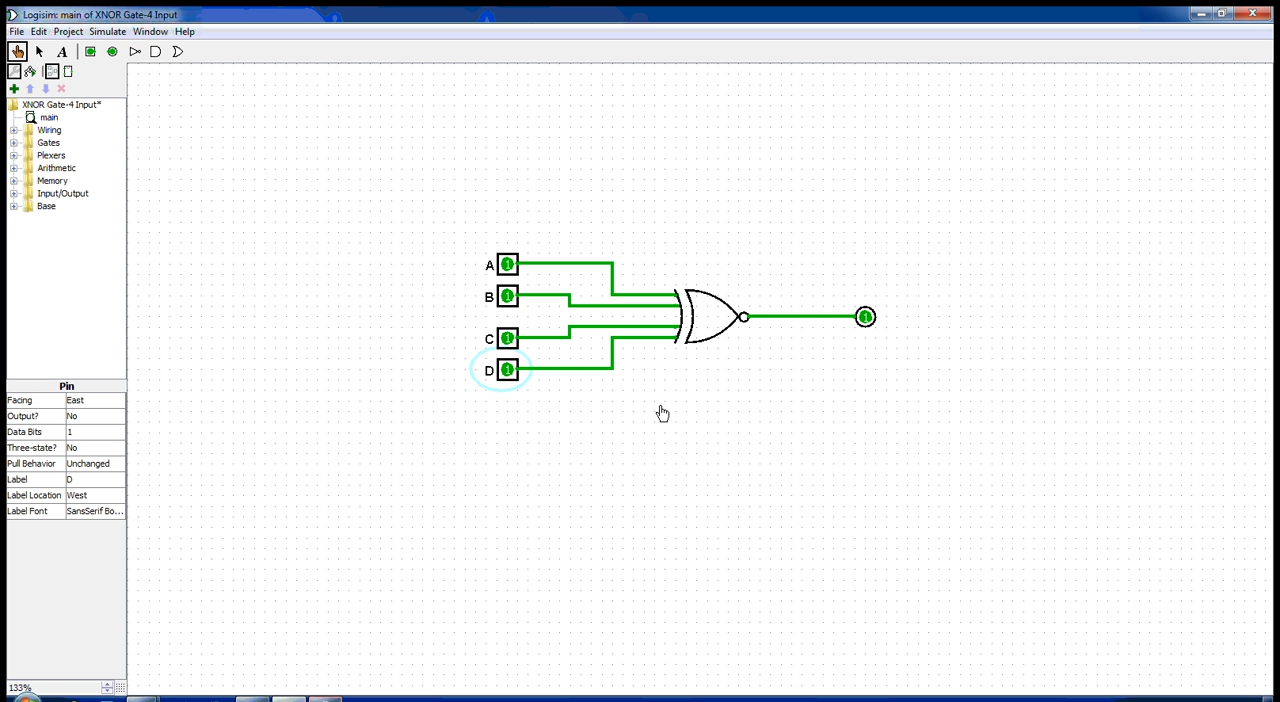 Logisim: main of XNOR Gate-4 Input
File Edit Project Simulate Window Help
A
XNOR Gate-4 Input*
main
Wiring
Gates
Plexers
Arithmetic
Memory
Input/Output
Base
A 1
B 1
C 1
D 1
1
Pin
Facing East
Output? No
Data Bits 1
Three-state? No
Pull Behavior Unchanged
Label D
Label Location West
Label Font SansSerif Bo...
133%